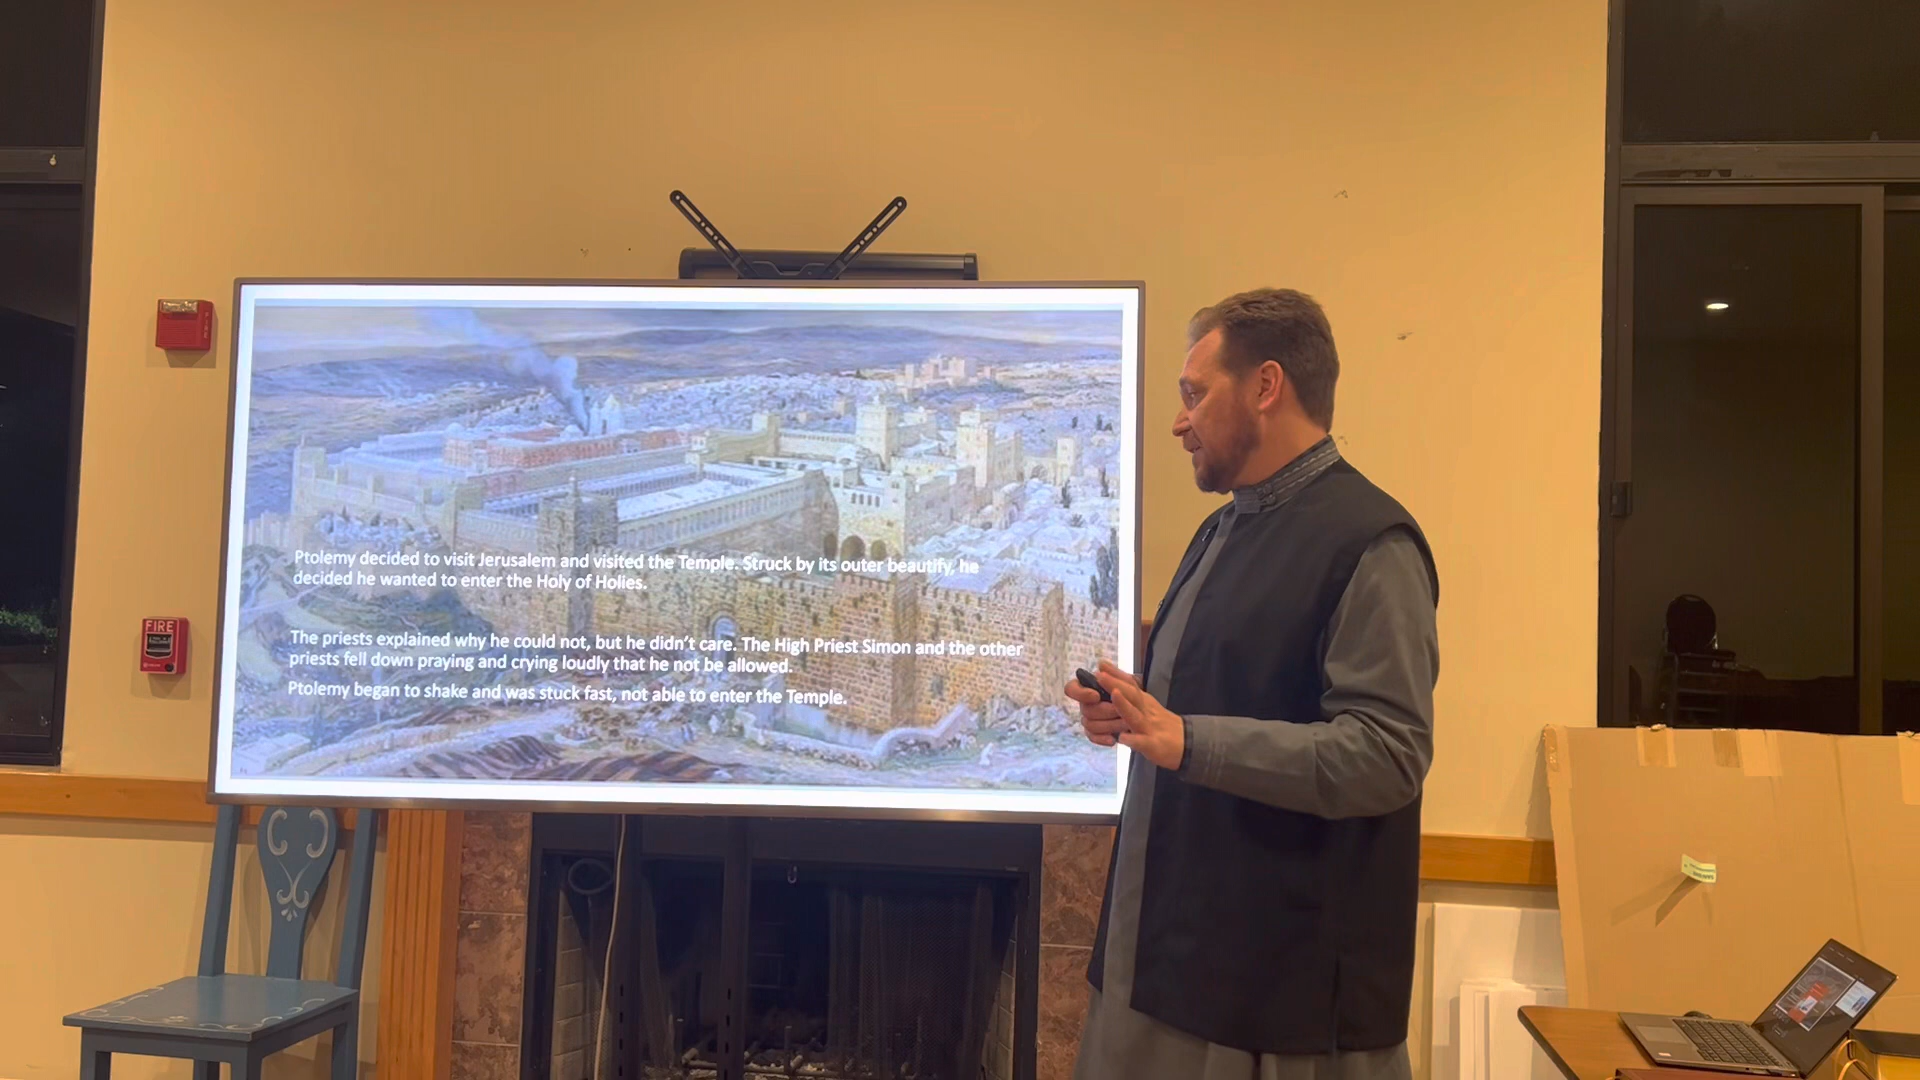 FIRE
Ptolemy decided to visit Jerusalem and visited the Temple. Struck by its outer beautify, he
decided he wanted to enter the Holy of Holies.
The priests explained why he could not, but he didn't care. The High Priest Simon and the other
priests fell down praying and crying loudly that he not be allowed.
Ptolemy began to shake and was stuck fast, not able to enter the Temple.
FIRE